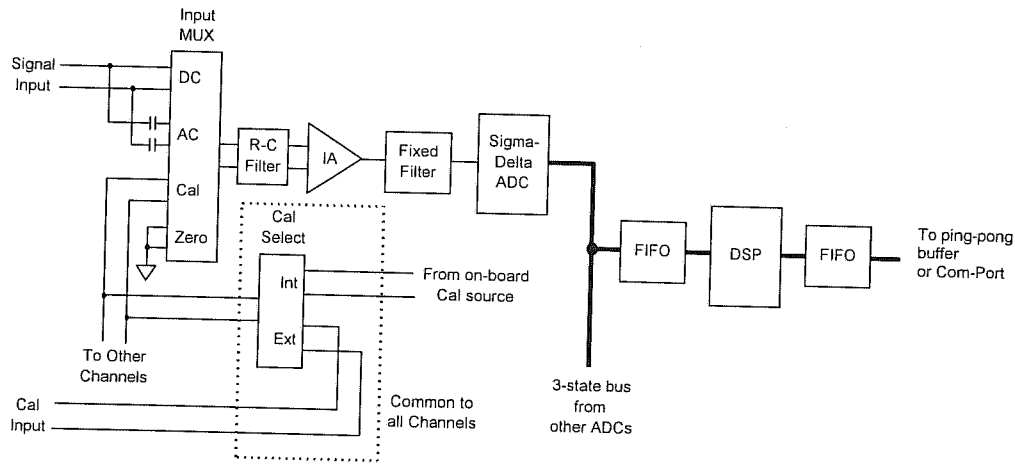 Input
MUX
Signal
Input
DC
AC
Cal
Zero
R-C
Filter
IA
Fixed
Filter
Sigma-
Delta
ADC
FIFO
DSP
FIFO
To ping-pong
buffer
or Com-Port
Cal
Select
Int
Ext
From on-board
Cal source
To Other
Channels
Cal
Input
Common to
all Channels
3-state bus
from
other ADCs